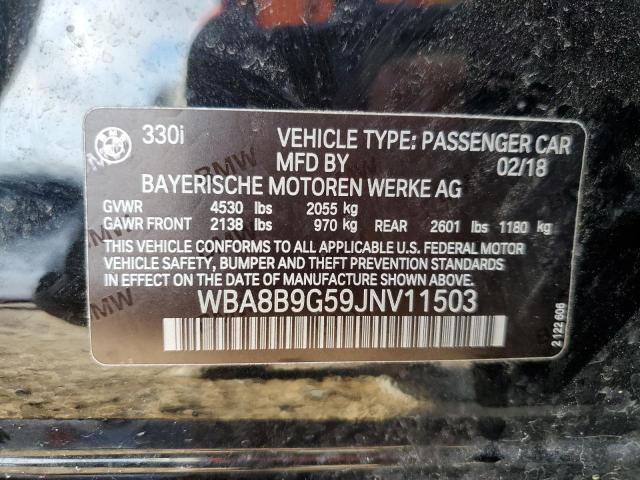 330i VEHICLE TYPE: PASSENGER CAR
MFD BY 02/18
BAYERISCHE MOTOREN WERKE AG
GVWR 4530 lbs 2055 kg
GAWR FRONT 2138 lbs 970 kg REAR 2601 lbs 1180 kg
THIS VEHICLE CONFORMS TO ALL APPLICABLE U.S. FEDERAL MOTOR
VEHICLE SAFETY, BUMPER AND THEFT PREVENTION STANDARDS
IN EFFECT ON THE DATE OF MANUFACTURE SHOWN ABOVE.
WBA8B9G59JNV11503
2 122 606